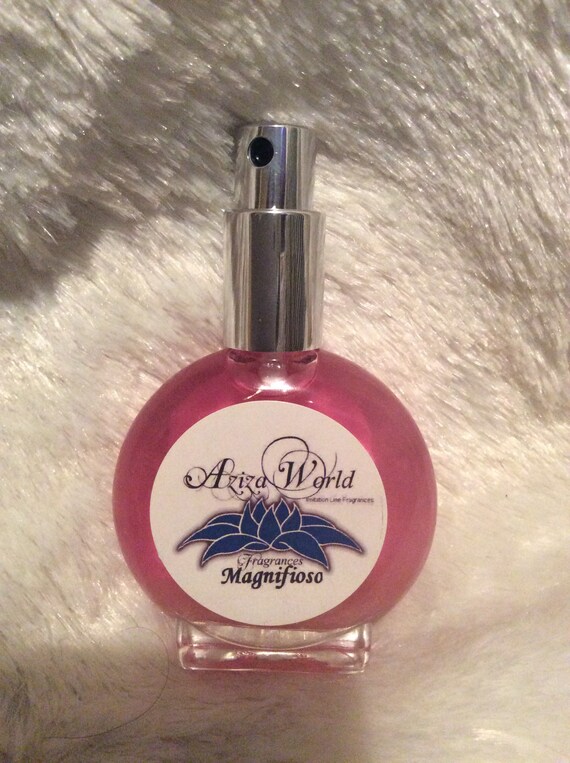 Aziza World
Imitation Line Fragrances
Fragrances
Magnifioso